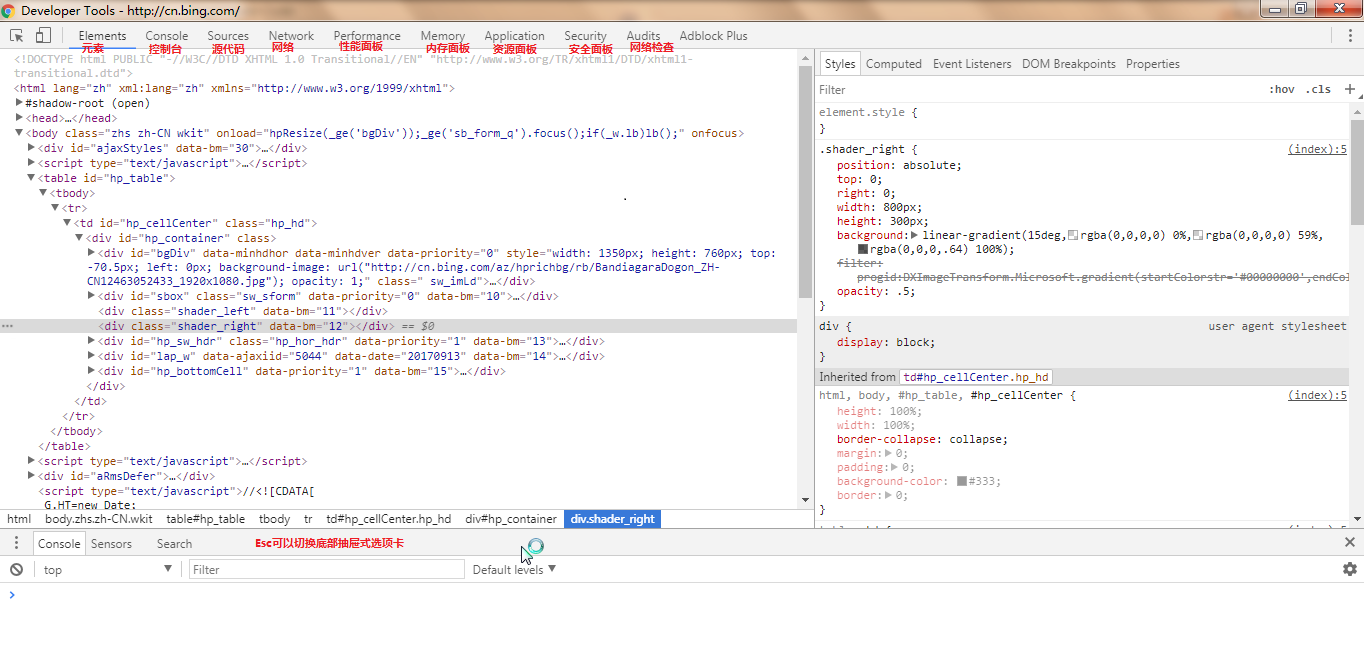 Developer Tools - http://cn.bing.com/
Elements Console Sources Network Performance Memory Application Security Audits Adblock Plus
元素 控制台 源代码 网络 性能面板 内存面板 资源面板 安全面板 网络检查
<!DOCTYPE html PUBLIC "-//W3C//DTD XHTML 1.0 Transitional//EN" "http://www.w3.org/TR/xhtml1/DTD/xhtml1-
transitional.dtd">
<html lang="zh" xml:lang="zh" xmlns="http://www.w3.org/1999/xhtml">
▶#shadow-root (open)
▶<head>…</head>
▼<body class="zhs zh-CN wkit" onload="hpResize(_ge('bgDiv'));_ge('sb_form_q').focus();if(_w.lb)lb();" onfocus>
▶<div id="ajaxStyles" data-bm="30">…</div>
▶<script type="text/javascript">…</script>
▼<table id="hp_table">
▼<tbody>
▼<tr>
▼<td id="hp_cellCenter" class="hp_hd">
▼<div id="hp_container" class>
▶<div id="bgDiv" data-minhdhor data-minhdver data-priority="0" style="width: 1350px; height: 760px; top:
-70.5px; left: 0px; background-image: url("http://cn.bing.com/az/hprichbg/rb/BandiagaraDogon_ZH-
CN12463052433_1920x1080.jpg"); opacity: 1;" class=" sw_imLd">…</div>
▶<div id="sbox" class="sw_sform" data-priority="0" data-bm="10">…</div>
<div class="shader_left" data-bm="11"></div>
<div class="shader_right" data-bm="12"></div> == $0
▶<div id="hp_sw_hdr" class="hp_hor_hdr" data-priority="1" data-bm="13">…</div>
▶<div id="lap_w" data-ajaxiid="5044" data-date="20170913" data-bm="14">…</div>
▶<div id="hp_bottomCell" data-priority="1" data-bm="15">…</div>
</div>
</td>
</tr>
</tbody>
</table>
▶<script type="text/javascript">…</script>
▶<div id="aRmsDefer">…</div>
<script type="text/javascript">//<![CDATA[
G.HT=new Date;
html body.zhs.zh-CN.wkit table#hp_table tbody tr td#hp_cellCenter.hp_hd div#hp_container div.shader_right
Styles Computed Event Listeners DOM Breakpoints Properties
Filter :hov .cls +
element.style {
}
.shader_right { (index):5
position: absolute;
top: 0;
right: 0;
width: 800px;
height: 300px;
background:▶ linear-gradient(15deg,rgba(0,0,0,0) 0%,rgba(0,0,0,0) 59%,
rgba(0,0,0,.64) 100%);
filter:
progid:DXImageTransform.Microsoft.gradient(startColorstr='#00000000',endCol
opacity: .5;
}
div { user agent stylesheet
display: block;
}
Inherited from td#hp_cellCenter.hp_hd
html, body, #hp_table, #hp_cellCenter { (index):5
height: 100%;
width: 100%;
border-collapse: collapse;
margin:▶ 0;
padding:▶ 0;
background-color: #333;
border:▶ 0;
}
Console Sensors Search Esc可以切换底部抽屉式选项卡
top ▼ Filter Default levels ▼